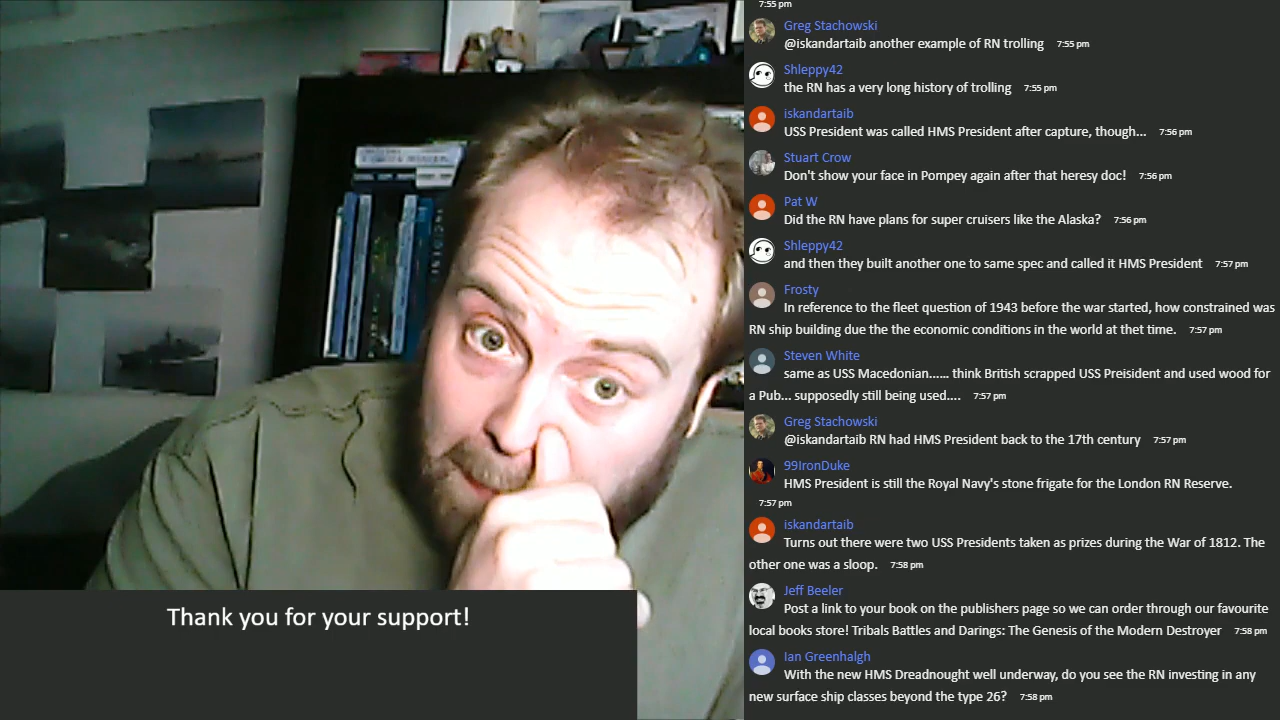 7:55 pm
Greg Stachowski
@iskandartaib another example of RN trolling 7:55 pm
Shleppy42
the RN has a very long history of trolling 7:55 pm
iskandartaib
USS President was called HMS President after capture, though... 7:56 pm
Stuart Crow
Don't show your face in Pompey again after that heresy doc! 7:56 pm
Pat W
Did the RN have plans for super cruisers like the Alaska? 7:56 pm
Shleppy42
and then they built another one to same spec and called it HMS President 7:57 pm
Frosty
In reference to the fleet question of 1943 before the war started, how constrained was
RN ship building due the the economic conditions in the world at thet time. 7:57 pm
Steven White
same as USS Macedonian...... think British scrapped USS Preisident and used wood for
a Pub... supposedly still being used.... 7:57 pm
Greg Stachowski
@iskandartaib RN had HMS President back to the 17th century 7:57 pm
99IronDuke
HMS President is still the Royal Navy's stone frigate for the London RN Reserve.
7:57 pm
iskandartaib
Turns out there were two USS Presidents taken as prizes during the War of 1812. The
other one was a sloop. 7:58 pm
Jeff Beeler
Post a link to your book on the publishers page so we can order through our favourite
local books store! Tribals Battles and Darings: The Genesis of the Modern Destroyer 7:58 pm
Ian Greenhalgh
With the new HMS Dreadnought well underway, do you see the RN investing in any
new surface ship classes beyond the type 26? 7:58 pm
Thank you for your support!